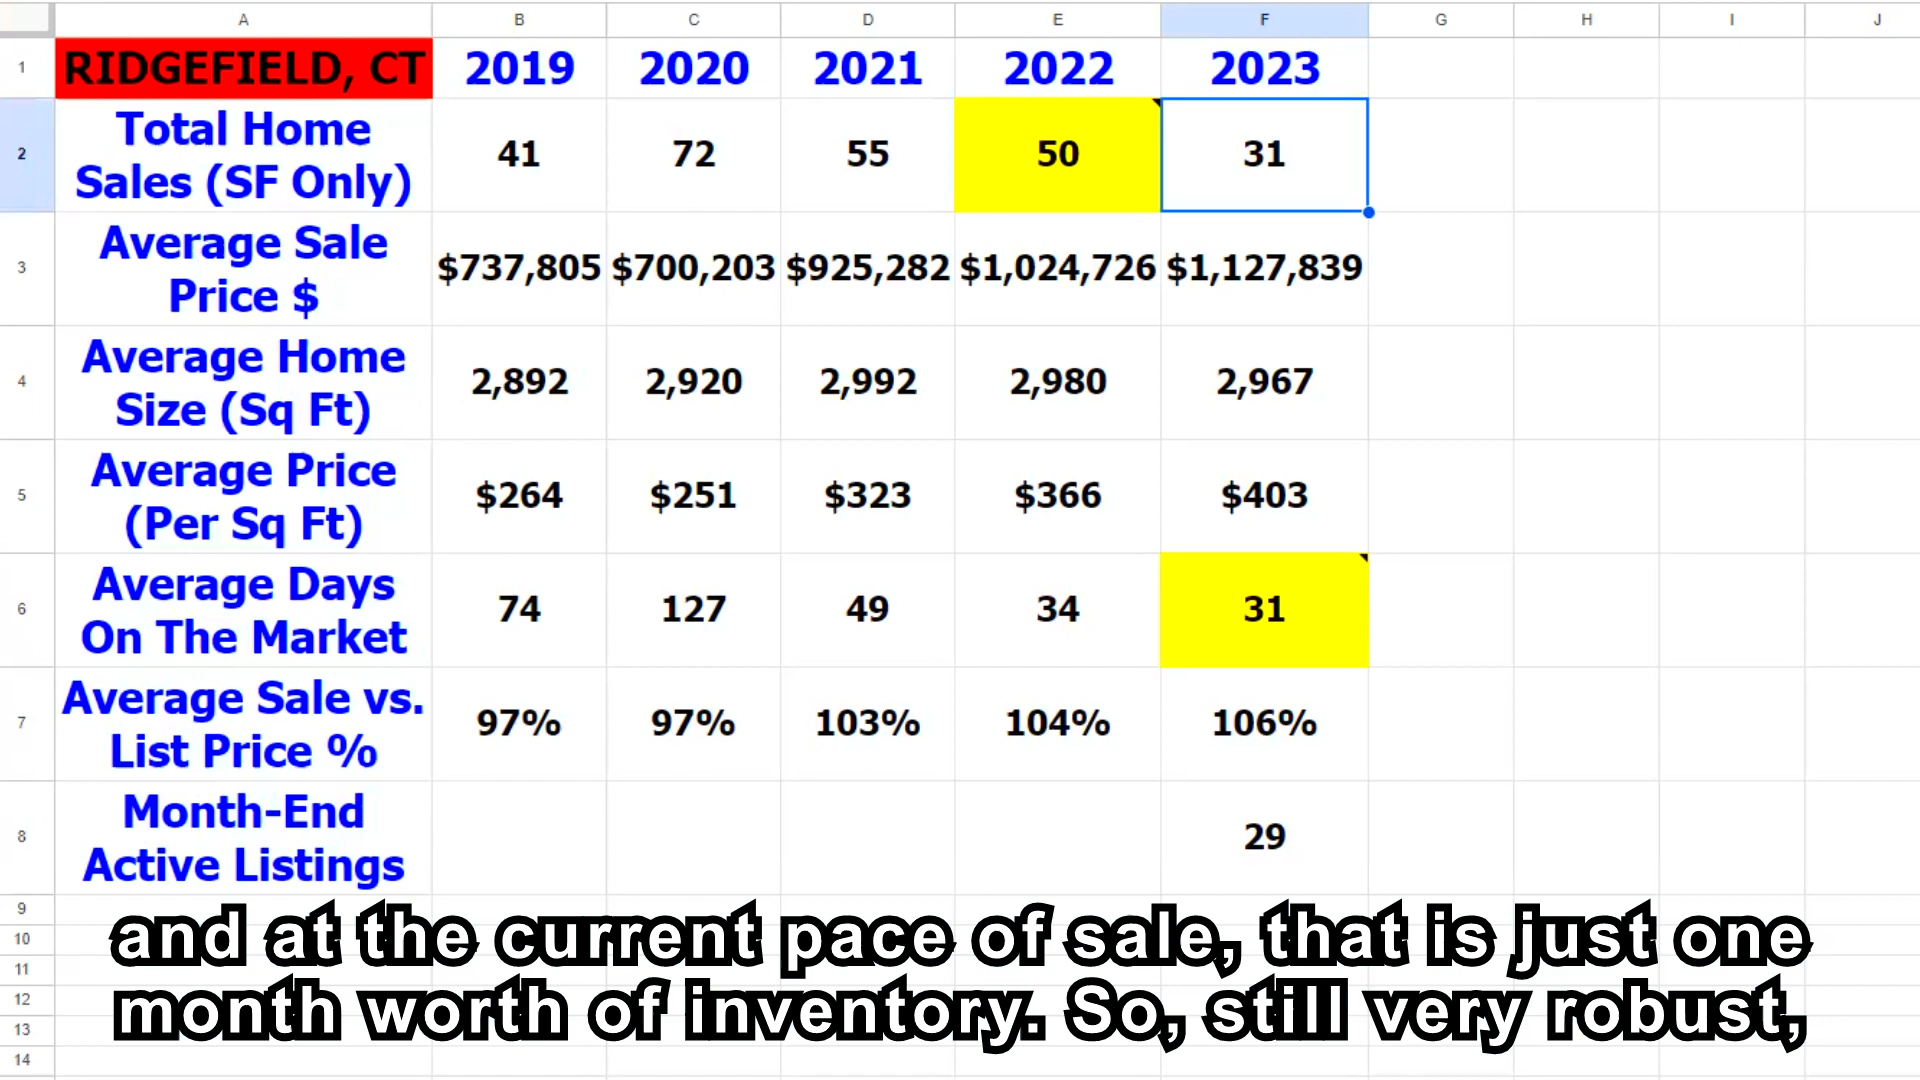 A B C D E F G H I J
1 RIDGEFIELD, CT 2019 2020 2021 2022 2023
2 Total Home Sales (SF Only) 41 72 55 50 31
3 Average Sale Price $ $737,805 $700,203 $925,282 $1,024,726 $1,127,839
4 Average Home Size (Sq Ft) 2,892 2,920 2,992 2,980 2,967
5 Average Price (Per Sq Ft) $264 $251 $323 $366 $403
6 Average Days On The Market 74 127 49 34 31
7 Average Sale vs. List Price % 97% 97% 103% 104% 106%
8 Month-End Active Listings 29
9
10
11
12
13
14
and at the current pace of sale, that is just one
month worth of inventory. So, still very robust,